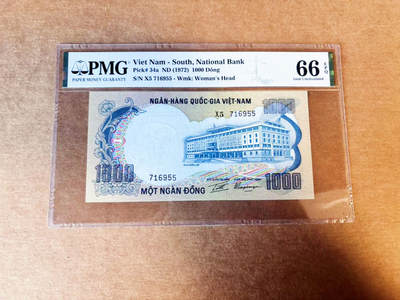 PMG
PAPER MONEY GUARANTY
Viet Nam - South, National Bank
Pick# 34a ND (1972) 1000 Dông
S/N X5 716955 - Wmk: Woman's Head
66 EPQ
Gem Uncirculated
NGÂN-HÀNG QUỐC-GIA VIỆT-NAM
X5 716955
1000
716955
MỘT NGÀN ĐỒNG
1000